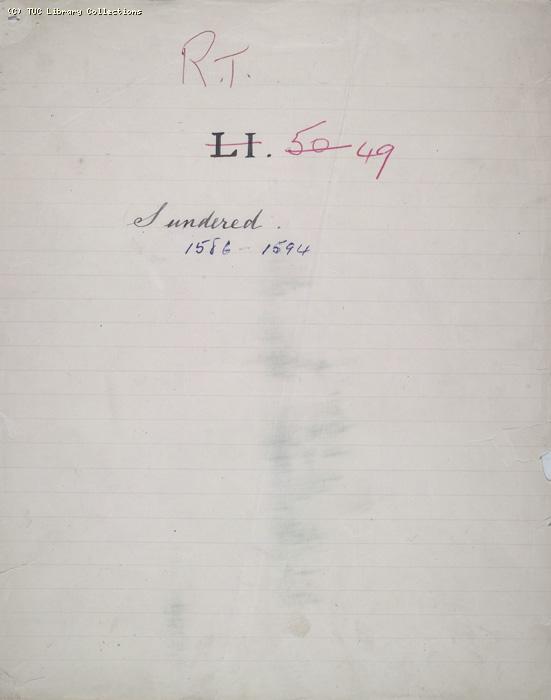 (C) TUC Library Collections
R.T.
LI. 50 49
Sundered.
1586 - 1594